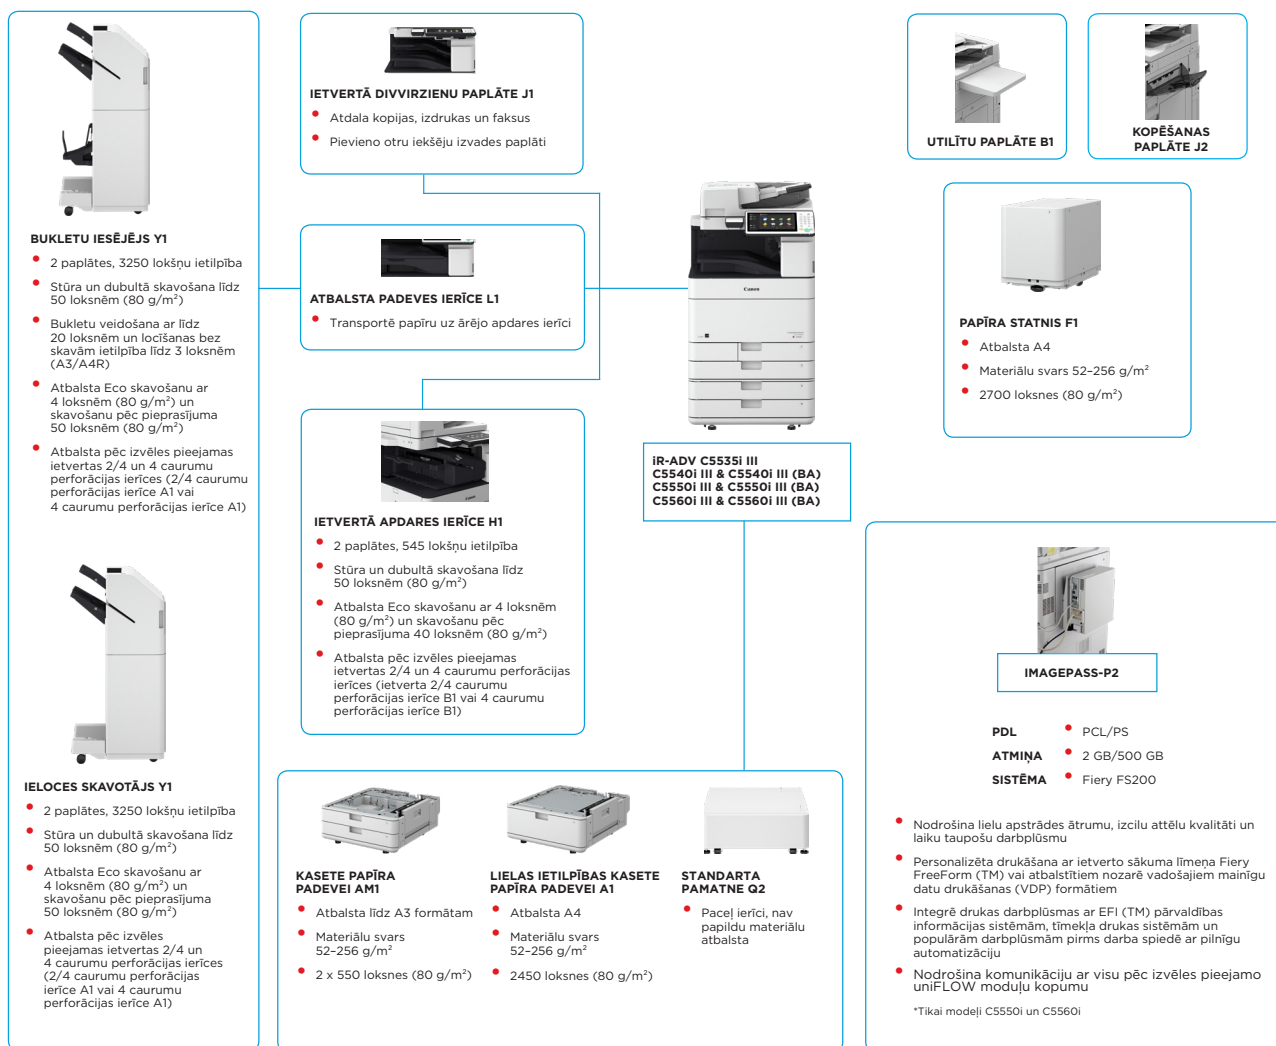 BUKLETU IESĒJĒJS Y1
2 paplātes, 3250 lokšņu ietilpība
Stūra un dubultā skavošana līdz
50 loksnēm (80 g/m²)
Bukletu veidošana ar līdz
20 loksnēm un locīšanas bez
skavām ietilpība līdz 3 loksnēm
(A3/A4R)
Atbalsta Eco skavošanu ar
4 loksnēm (80 g/m²) un
skavošanu pēc pieprasījuma
50 loksnēm (80 g/m²)
Atbalsta pēc izvēles pieejamas
ietvertas 2/4 un 4 caurumu
perforācijas ierīces (2/4 caurumu
perforācijas ierīce A1 vai
4 caurumu perforācijas ierīce A1)
IELOCES SKAVOTĀJS Y1
2 paplātes, 3250 lokšņu ietilpība
Stūra un dubultā skavošana līdz
50 loksnēm (80 g/m²)
Atbalsta Eco skavošanu ar
4 loksnēm (80 g/m²) un
skavošanu pēc pieprasījuma
50 loksnēm (80 g/m²)
Atbalsta pēc izvēles
pieejamas ietvertas 2/4 un
4 caurumu perforācijas ierīces
(2/4 caurumu perforācijas
ierīce A1 vai 4 caurumu
perforācijas ierīce A1)
IETVERTĀ DIVVIRZIENU PAPLĀTE J1
Atdala kopijas, izdrukas un faksus
Pievieno otru iekšēju izvades paplāti
ATBALSTA PADEVES IERĪCE L1
Transportē papīru uz ārējo apdares ierīci
IETVERTĀ APDARES IERĪCE H1
2 paplātes, 545 lokšņu ietilpība
Stūra un dubultā skavošana līdz
50 loksnēm (80 g/m²)
Atbalsta Eco skavošanu ar 4 loksnēm
(80 g/m²) un skavošanu pēc
pieprasījuma 40 loksnēm (80 g/m²)
Atbalsta pēc izvēles pieejamas
ietvertas 2/4 un 4 caurumu perforācijas
ierīces (ietverta 2/4 caurumu
perforācijas ierīce B1 vai 4 caurumu
perforācijas ierīce B1)
Canon
iR-ADV C5535i III
C5540i III & C5540i III (BA)
C5550i III & C5550i III (BA)
C5560i III & C5560i III (BA)
KASETE PAPĪRA
PADEVEI AM1
Atbalsta līdz A3 formātam
Materiālu svars
52–256 g/m²
2 x 550 loksnes (80 g/m²)
LIELAS IETILPĪBAS KASETE
PAPĪRA PADEVEI A1
Atbalsta A4
Materiālu svars
52–256 g/m²
2450 loksnes (80 g/m²)
STANDARTA
PAMATNE Q2
Paceļ ierīci, nav
papildu materiālu
atbalsta
UTILĪTU PAPLĀTE B1
KOPĒŠANAS
PAPLĀTE J2
PAPĪRA STATNIS F1
Atbalsta A4
Materiālu svars 52–256 g/m²
2700 loksnes (80 g/m²)
IMAGEPASS-P2
PDL PCL/PS
ATMIŅA 2 GB/500 GB
SISTĒMA Fiery FS200
Nodrošina lielu apstrādes ātrumu, izcilu attēlu kvalitāti un
laiku taupošu darbplūsmu
Personalizēta drukāšana ar ietverto sākuma līmeņa Fiery
FreeForm (TM) vai atbalstītiem nozarē vadošajiem mainīgu
datu drukāšanas (VDP) formātiem
Integrē drukas darbplūsmas ar EFI (TM) pārvaldības
informācijas sistēmām, tīmekļa drukas sistēmām un
populārām darbplūsmām pirms darba spiedē ar pilnīgu
automatizāciju
Nodrošina komunikāciju ar visu pēc izvēles pieejamo
uniFLOW moduļu kopumu
*Tikai modeļi C5550i un C5560i